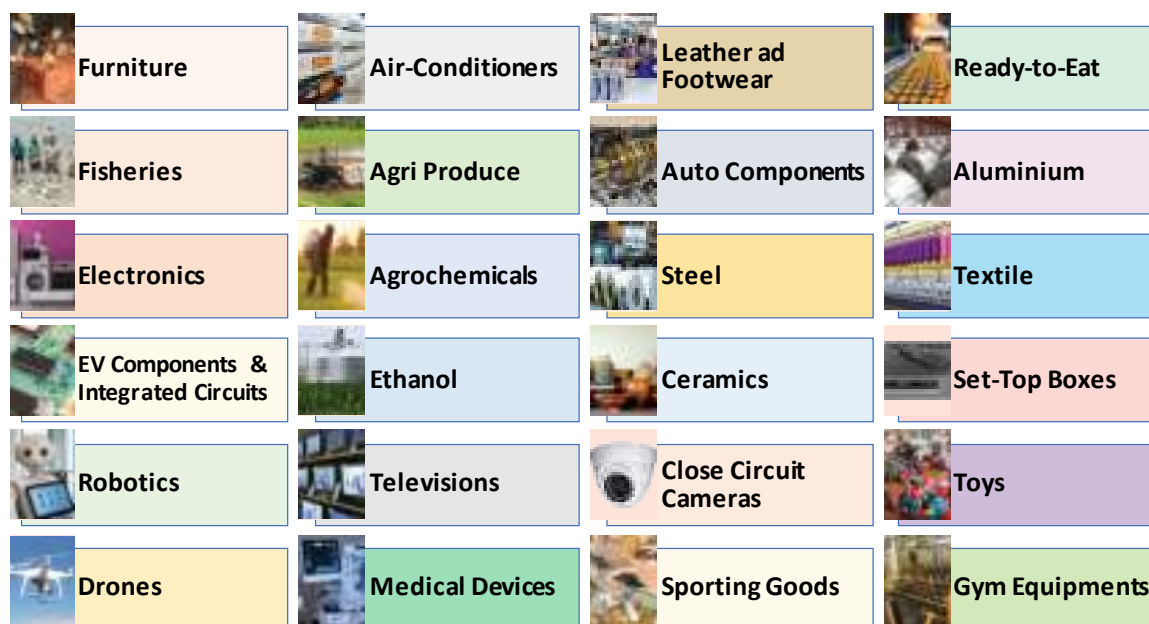 Furniture
Air-Conditioners
Leather ad
Footwear
Ready-to-Eat
Fisheries
Agri Produce
Auto Components
Aluminium
Electronics
Agrochemicals
Steel
Textile
EV Components &
Integrated Circuits
Ethanol
Ceramics
Set-Top Boxes
Robotics
Televisions
Close Circuit
Cameras
Toys
Drones
Medical Devices
Sporting Goods
Gym Equipments